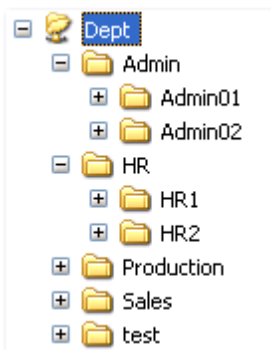 Dept
Admin
Admin01
Admin02
HR
HR1
HR2
Production
Sales
test